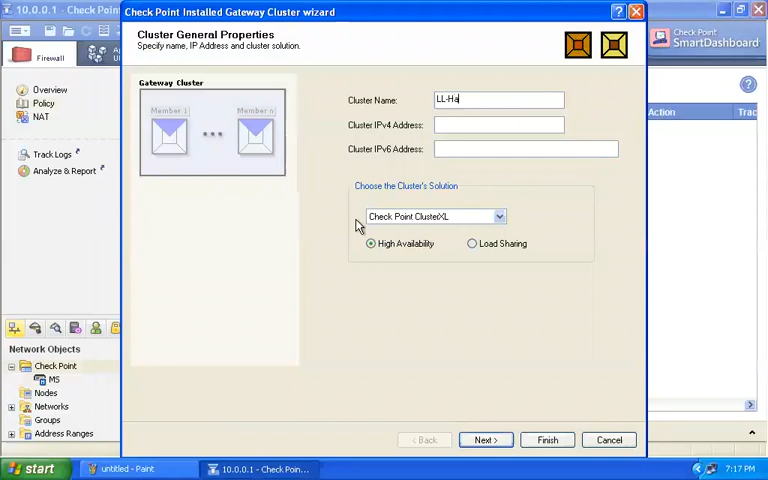 Check Point Installed Gateway Cluster wizard
10.0.0.1 - Check Po
Cluster General Properties
Specify name, IP Address and cluster solution.
Check Point
SmartDashboard
Firewall
Gateway Cluster
Member 1
Member n
Cluster Name: LL-Ha
Cluster IPv4 Address:
Cluster IPv6 Address:
Choose the Cluster's Solution
Check Point ClusterXL
High Availability
Load Sharing
Overview
Policy
NAT
Track Logs
Analyze & Report
Action
Trac
Network Objects
Check Point
MS
Nodes
Networks
Groups
Address Ranges
< Back
Next >
Finish
Cancel
start
untitled - Paint
10.0.0.1 - Check Poin...
7:17 PM